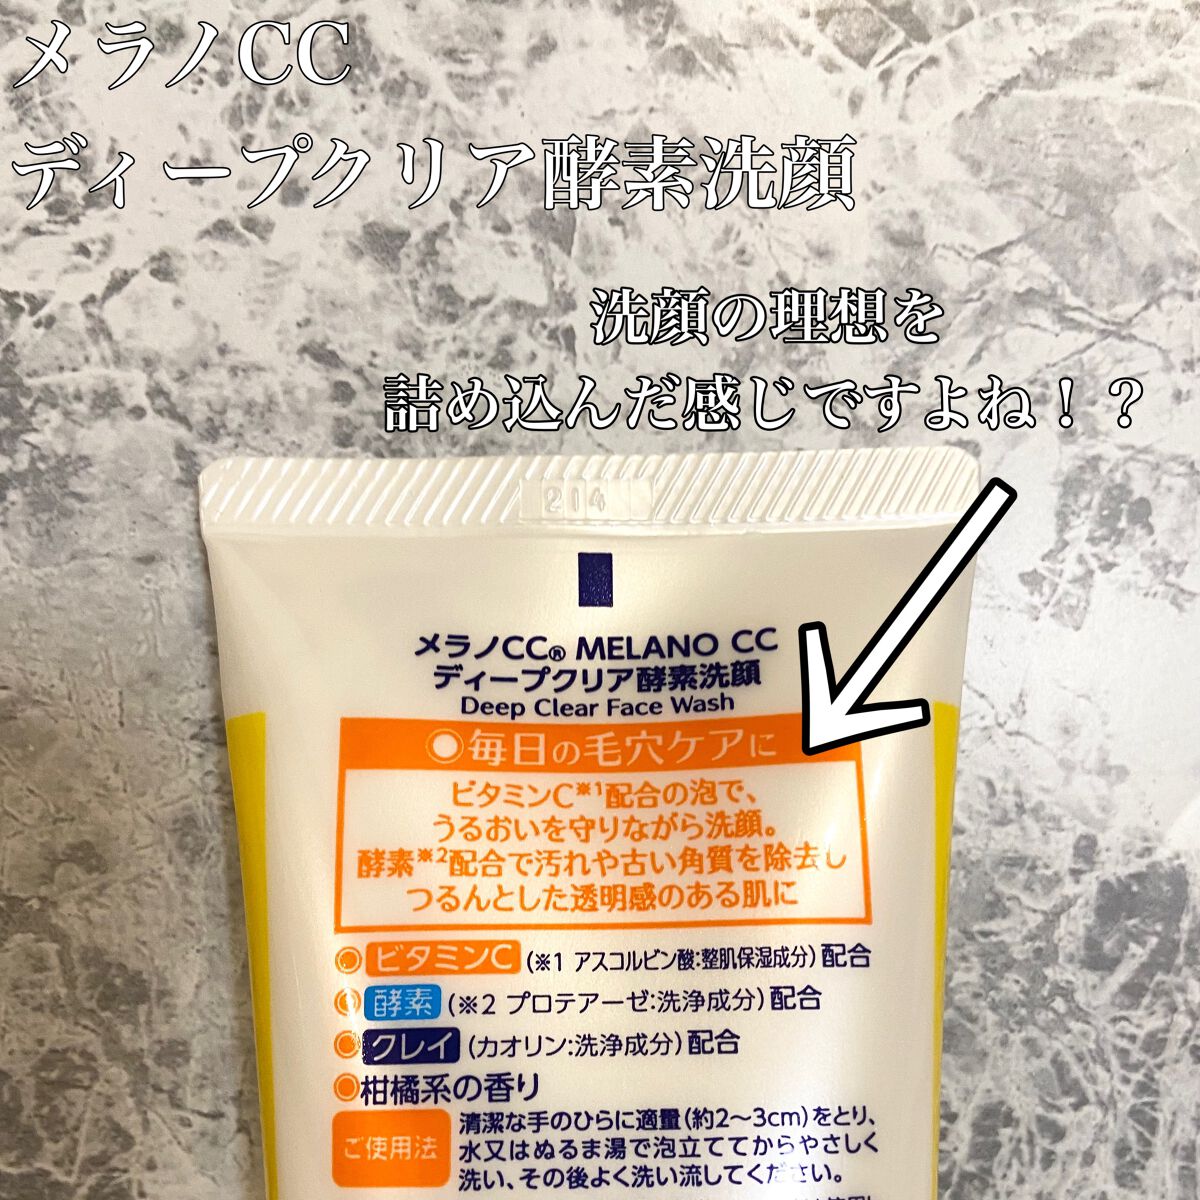 メラノCC
ディープクリア酵素洗顔
洗顔の理想を
詰め込んだ感じですよね！？
214
メラノCC® MELANO CC
ディープクリア酵素洗顔
Deep Clear Face Wash
毎日の毛穴ケアに
ビタミンC※1配合の泡で、
うるおいを守りながら洗顔。
酵素※2配合で汚れや古い角質を除去し
つるんとした透明感のある肌に
ビタミンC (※1 アスコルビン酸:整肌保湿成分) 配合
酵素 (※2 プロテアーゼ:洗浄成分) 配合
クレイ (カオリン:洗浄成分) 配合
柑橘系の香り
ご使用法
清潔な手のひらに適量(約2〜3cm)をとり、
水又はぬるま湯で泡立ててからやさしく
洗い、その後よく洗い流してください。